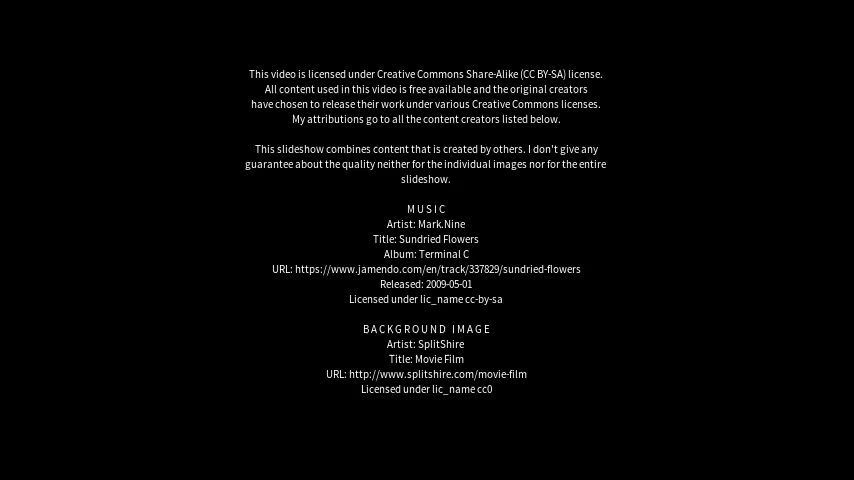 This video is licensed under Creative Commons Share-Alike (CC BY-SA) license.
All content used in this video is free available and the original creators
have chosen to release their work under various Creative Commons licenses.
My attributions go to all the content creators listed below.
This slideshow combines content that is created by others. I don't give any
guarantee about the quality neither for the individual images nor for the entire
slideshow.
MUSIC
Artist: Mark.Nine
Title: Sundried Flowers
Album: Terminal C
URL: https://www.jamendo.com/en/track/337829/sundried-flowers
Released: 2009-05-01
Licensed under lic_name cc-by-sa
BACKGROUND IMAGE
Artist: SplitShire
Title: Movie Film
URL: http://www.splitshire.com/movie-film
Licensed under lic_name cc0